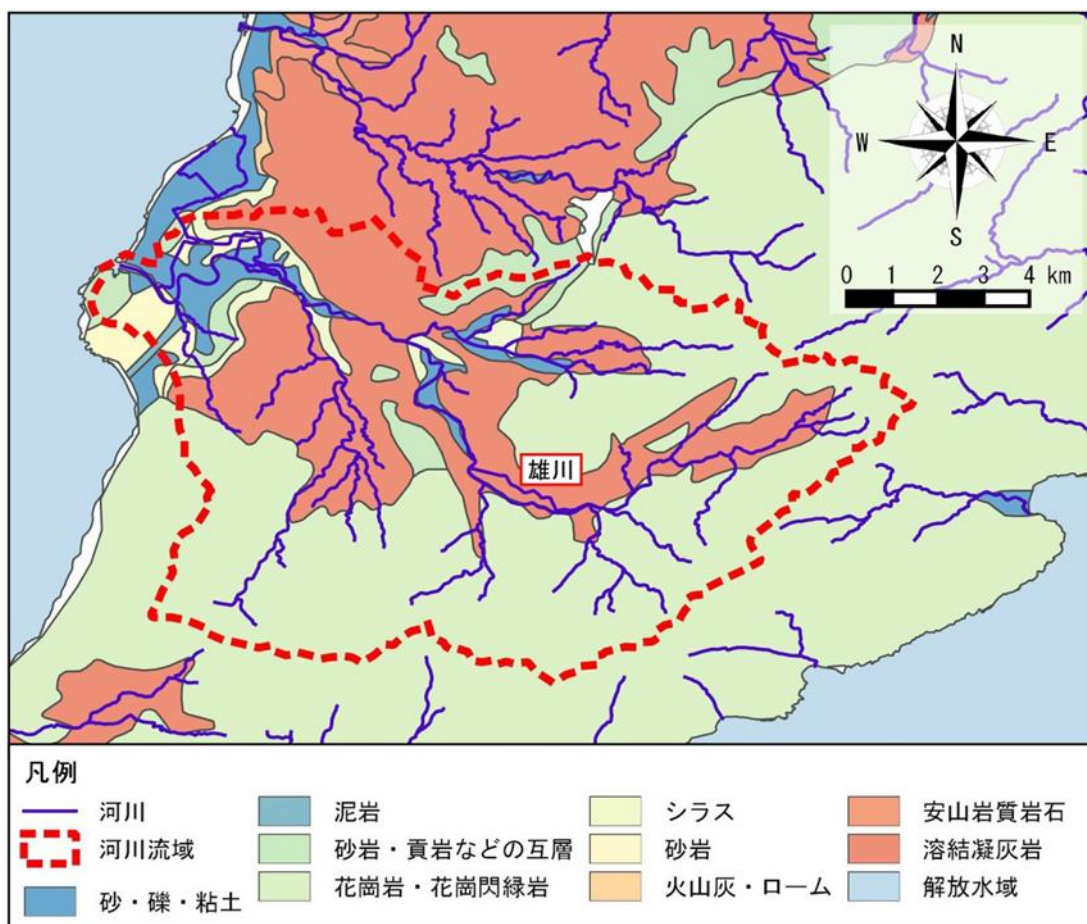 N
W E
S
0 1 2 3 4 km
雄川
凡例
河川
泥岩
シラス
安山岩質岩石
河川流域
砂岩・貢岩などの互層
砂岩
溶結凝灰岩
砂・礫・粘土
花崗岩・花崗閃緑岩
火山灰・ローム
解放水域